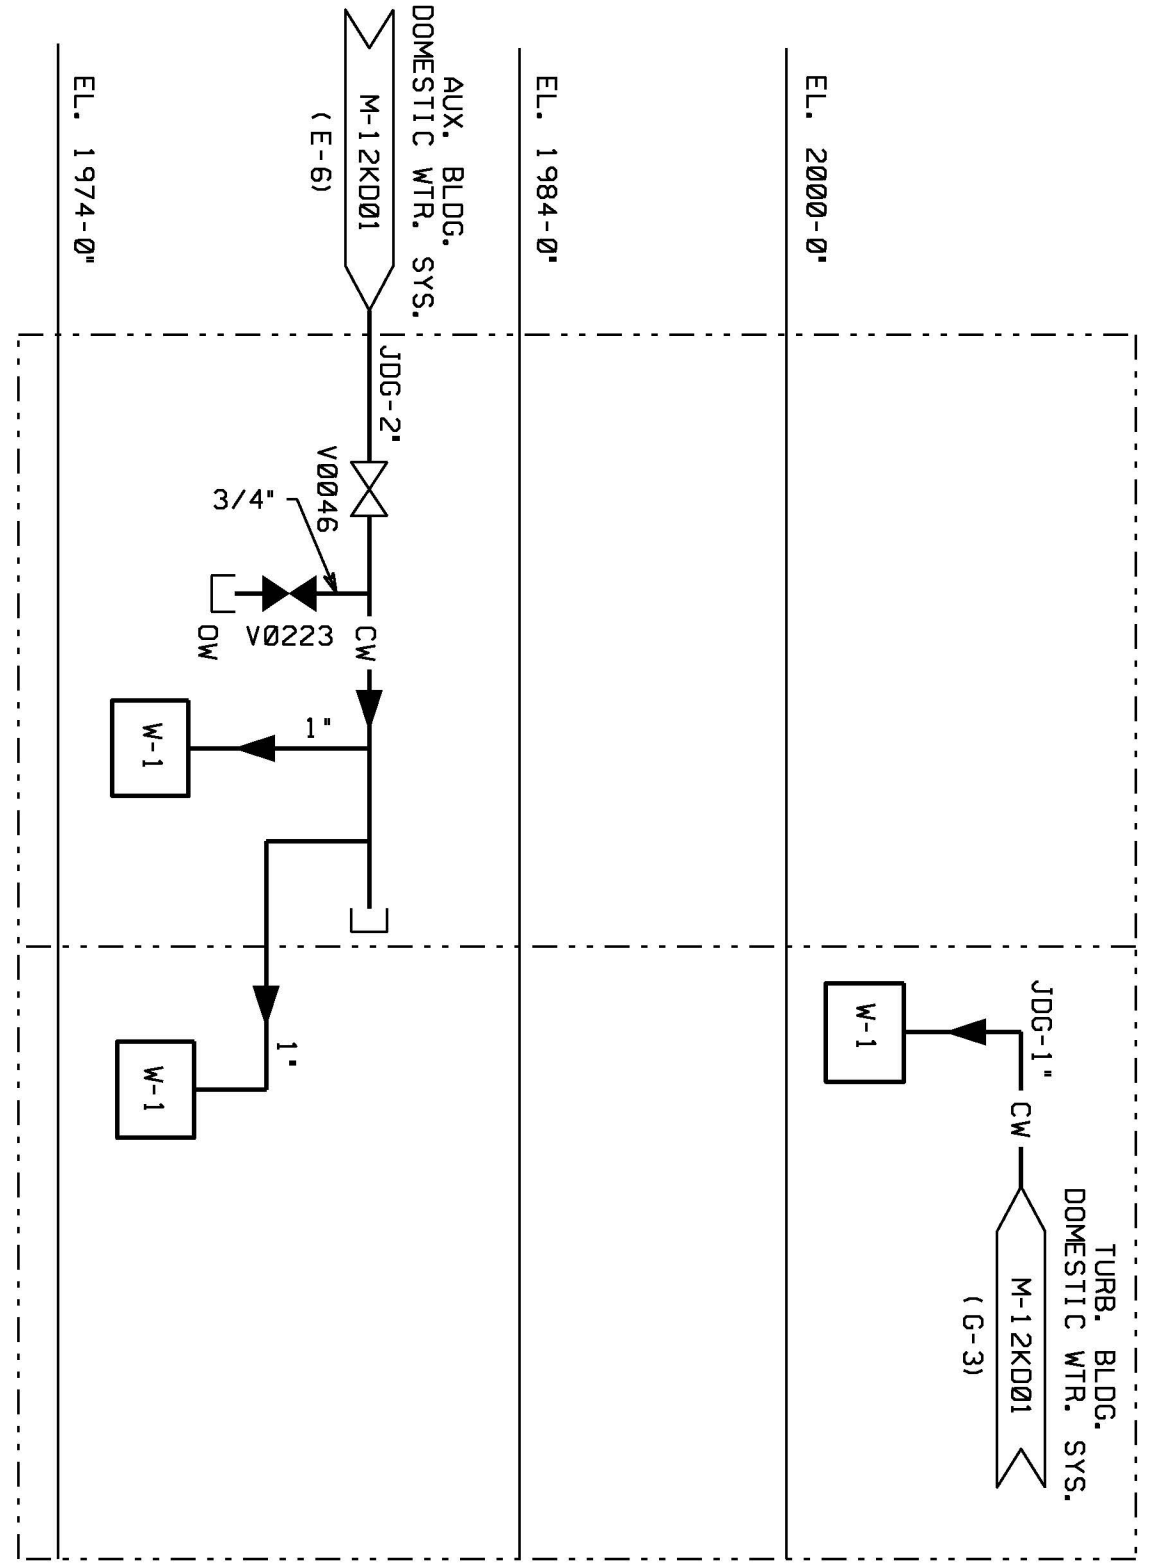 EL. 2000-0"
EL. 1984-0"
AUX. BLDG.
DOMESTIC WTR. SYS.
M-12KD01
(E-6)
EL. 1974-0"
JDG-2"
V0046
3/4"
CW
V0223
OW
1"
W-1
1"
W-1
JDG-1"
CW
W-1
TURB. BLDG.
DOMESTIC WTR. SYS.
M-12KD01
(G-3)